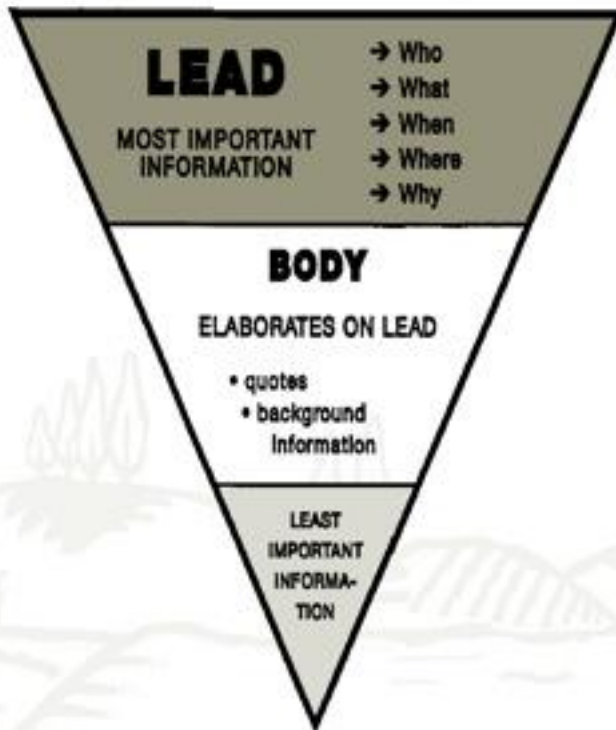 LEAD
MOST IMPORTANT
INFORMATION
→ Who
→ What
→ When
→ Where
→ Why
BODY
ELABORATES ON LEAD
• quotes
• background
Information
LEAST
IMPORTANT
INFORMA-
TION